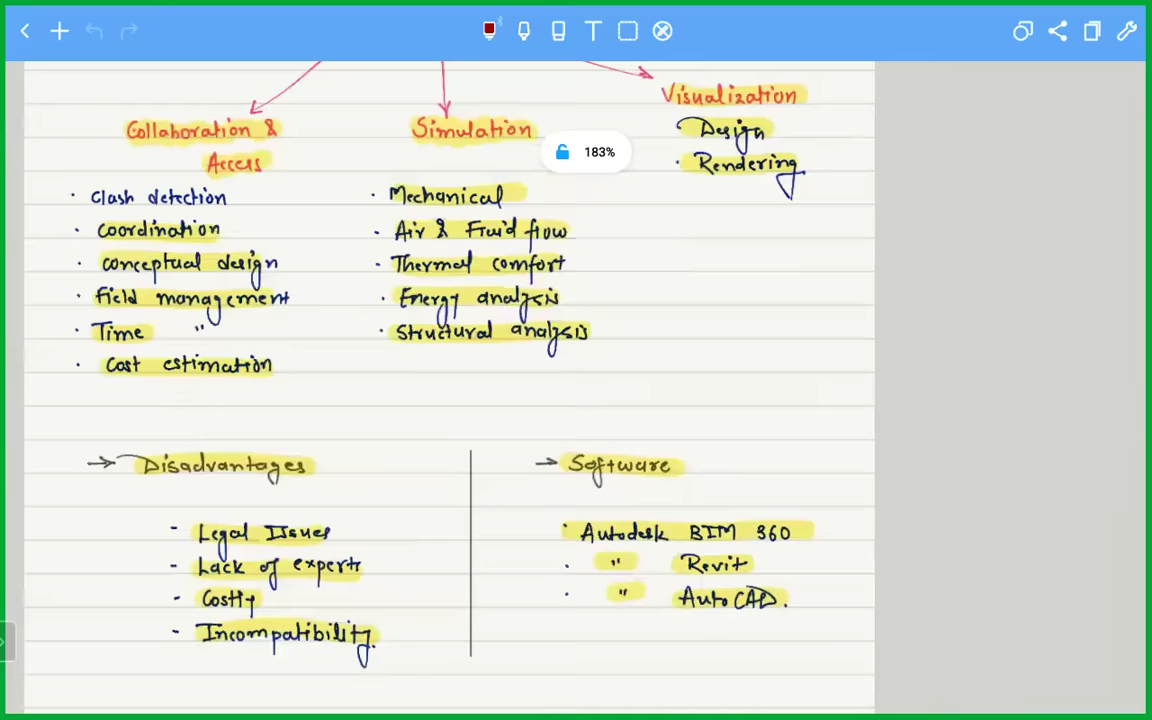 183%
Visualization
Design
· Rendering
Collaboration &
Access
· Clash detection
· coordination
· conceptual design
· Field management
· Time "
· Cost estimation
Simulation
· Mechanical
· Air & Fluid flow
· Thermal comfort
· Energy analysis
· Structural analysis
→ Disadvantages
- Legal Issues
- Lack of experts
- Costly
- Incompatibility.
→ Software
· Autodesk BIM 360
· " Revit
· " AutoCAD.